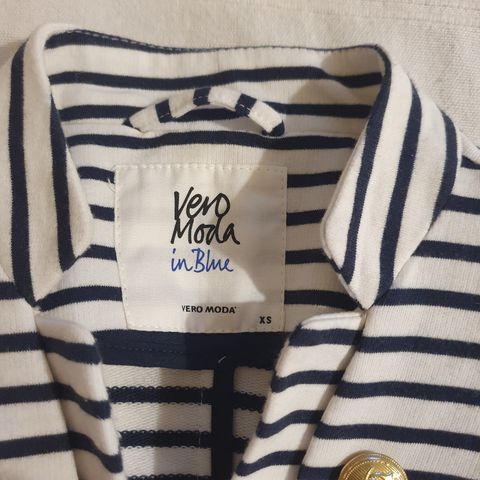 Vero
Moda
in Blue
VERO MODA®
XS